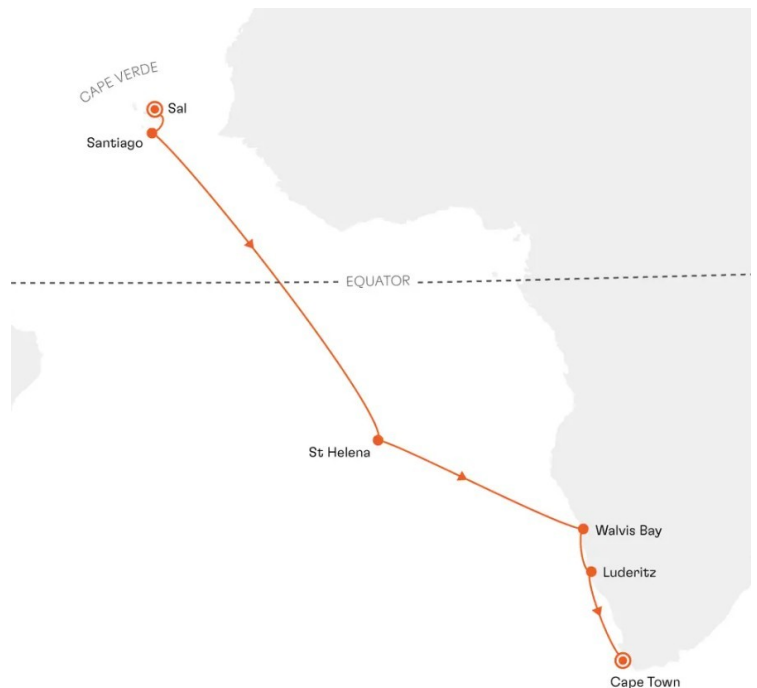 CAPE VERDE
Sal
Santiago
EQUATOR
St Helena
Walvis Bay
Luderitz
Cape Town